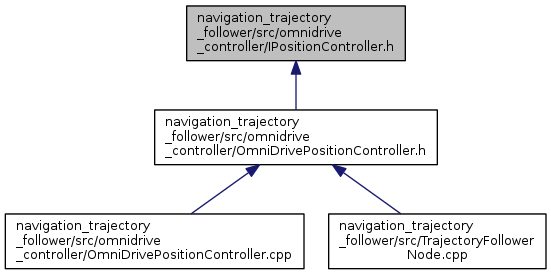 navigation_trajectory
_follower/src/omnidrive
_controller/IPositionController.h
navigation_trajectory
_follower/src/omnidrive
_controller/OmniDrivePositionController.h
navigation_trajectory
_follower/src/omnidrive
_controller/OmniDrivePositionController.cpp
navigation_trajectory
_follower/src/TrajectoryFollower
Node.cpp